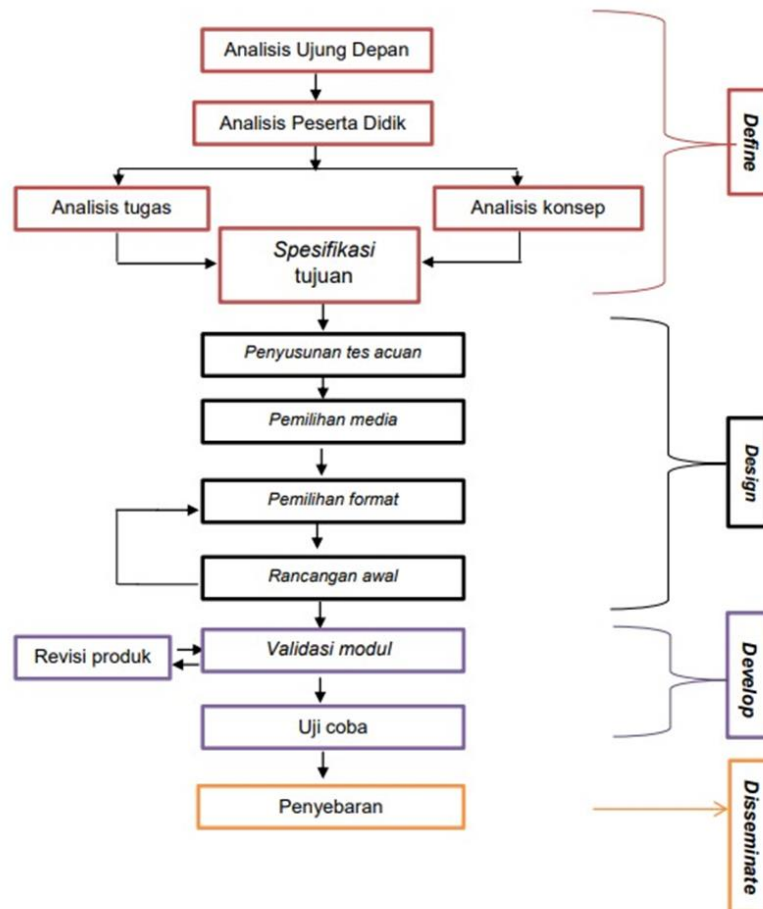 Analisis Ujung Depan
Analisis Peserta Didik
Analisis tugas
Analisis konsep
Spesifikasi
tujuan
Define
Penyusunan tes acuan
Pemilihan media
Pemilihan format
Rancangan awal
Design
Revisi produk
Validasi modul
Uji coba
Develop
Penyebaran
Disseminate